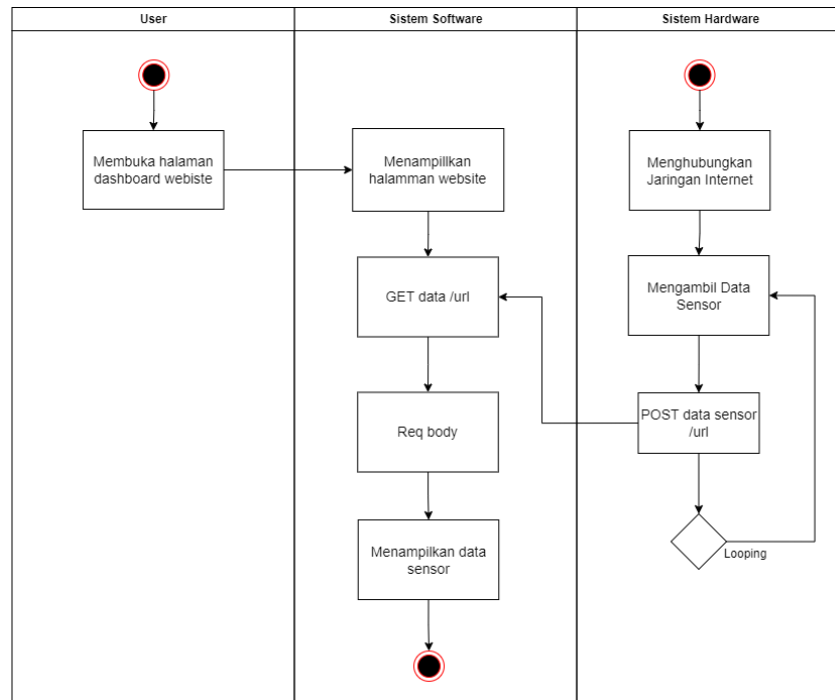 User
Sistem Software
Sistem Hardware
Membuka halaman
dashboard webiste
Menampillkan
halamman website
Menghubungkan
Jaringan Internet
GET data /url
Mengambil Data
Sensor
Req body
POST data sensor
/url
Menampilkan data
sensor
Looping